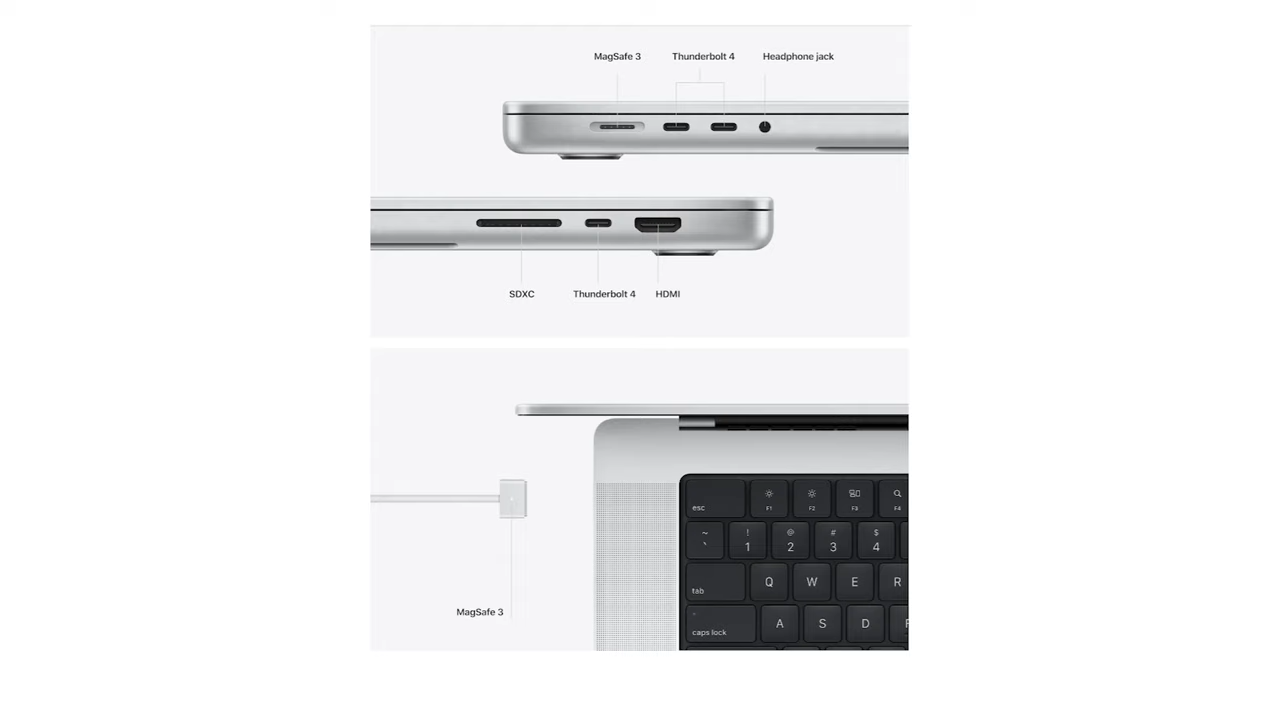 MagSafe 3
Thunderbolt 4
Headphone jack
SDXC
Thunderbolt 4
HDMI
MagSafe 3
esc
F1
F2
F3
F4
~
`
!
1
@
2
#
3
$
4
tab
Q
W
E
R
caps lock
A
S
D